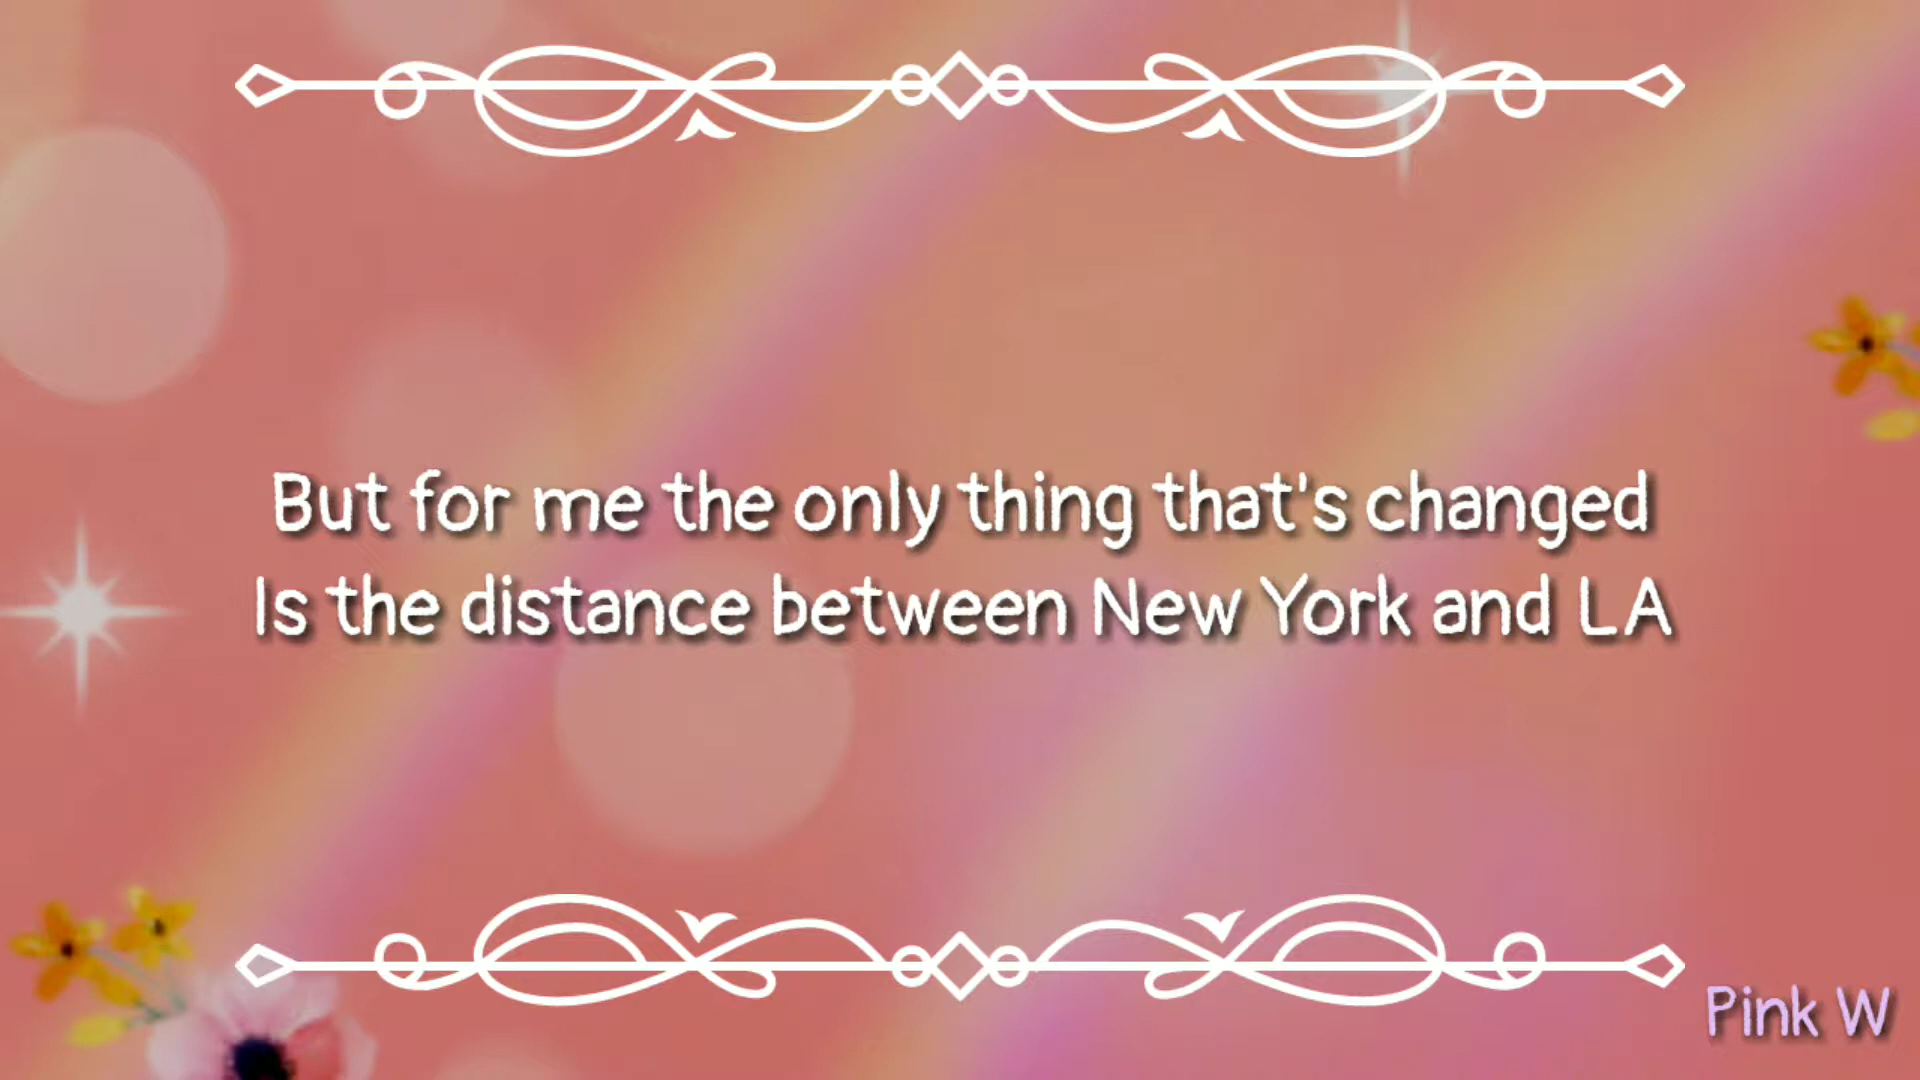 But for me the only thing that's changed
Is the distance between New York and LA
Pink W